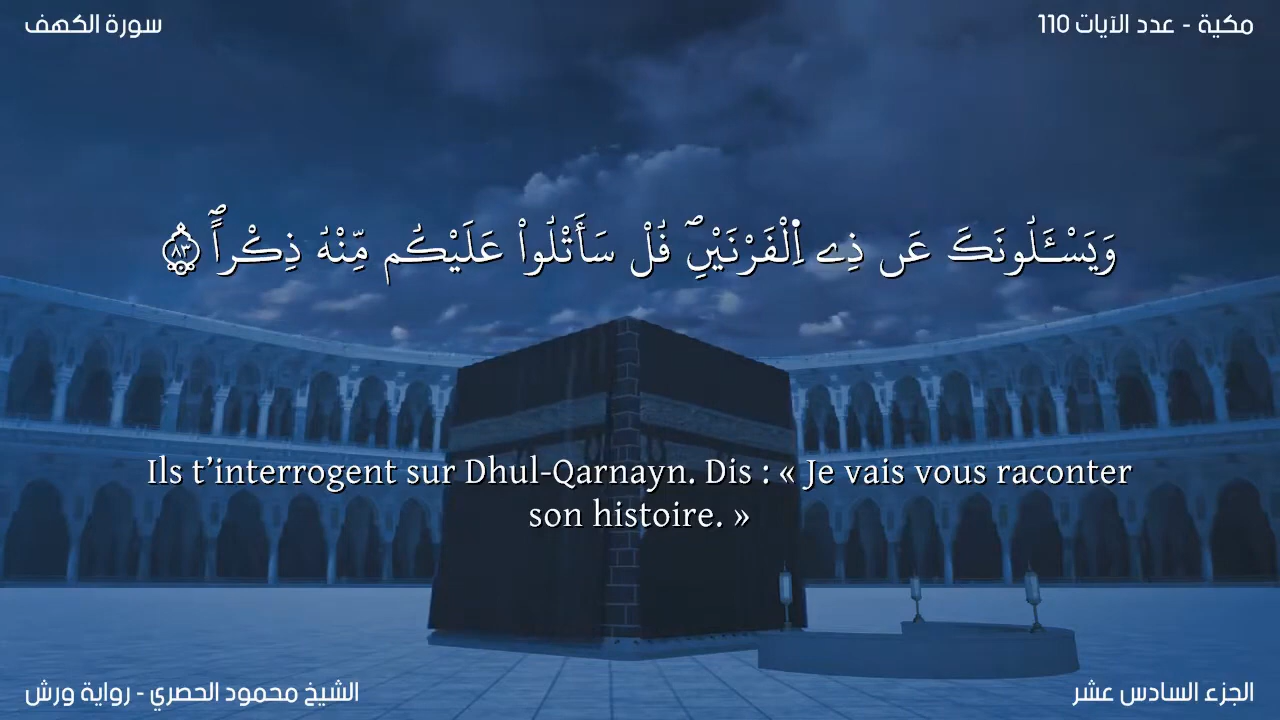 مكية - عدد الآيات 110
سورة الكهف
وَيَسْـَٔلُونَكَ عَن ذِے اِ۬لْقَرْنَيْنِۖ قُلْ سَأَتْلُواْ عَلَيْكُم مِّنْهُ ذِكْراًۖ ۝٨٣
Ils t’interrogent sur Dhul-Qarnayn. Dis : « Je vais vous raconter
son histoire. »
الجزء السادس عشر
الشيخ محمود الحصري - رواية ورش